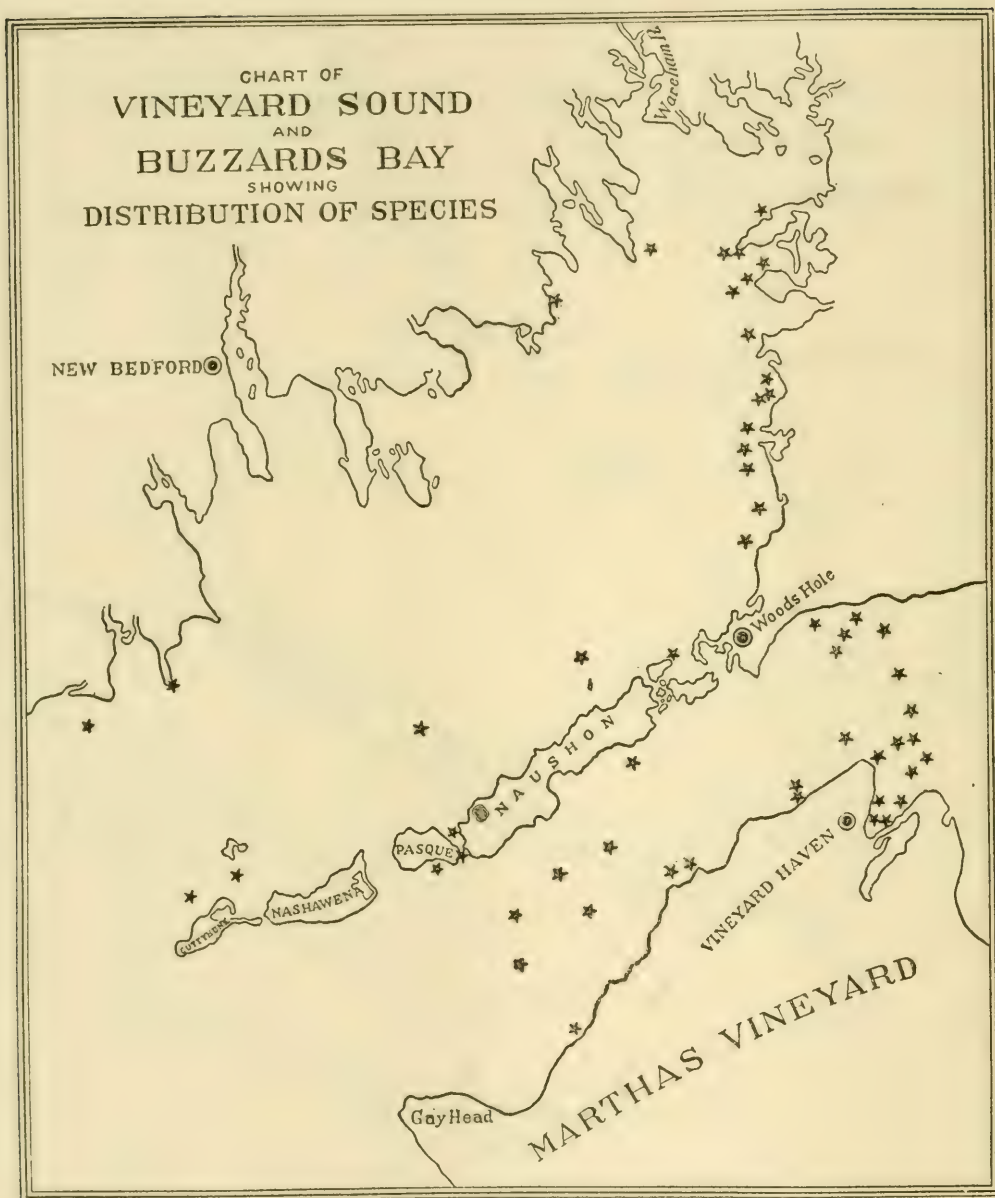 CHART OF
VINEYARD SOUND
AND
BUZZARDS BAY
SHOWING
DISTRIBUTION OF SPECIES
Wareham R
NEW BEDFORD
Woods Hole
NAUSHON
PASQUE
NASHAWENA
CUTTYHUNK
VINEYARD HAVEN
MARTHAS VINEYARD
Gay Head